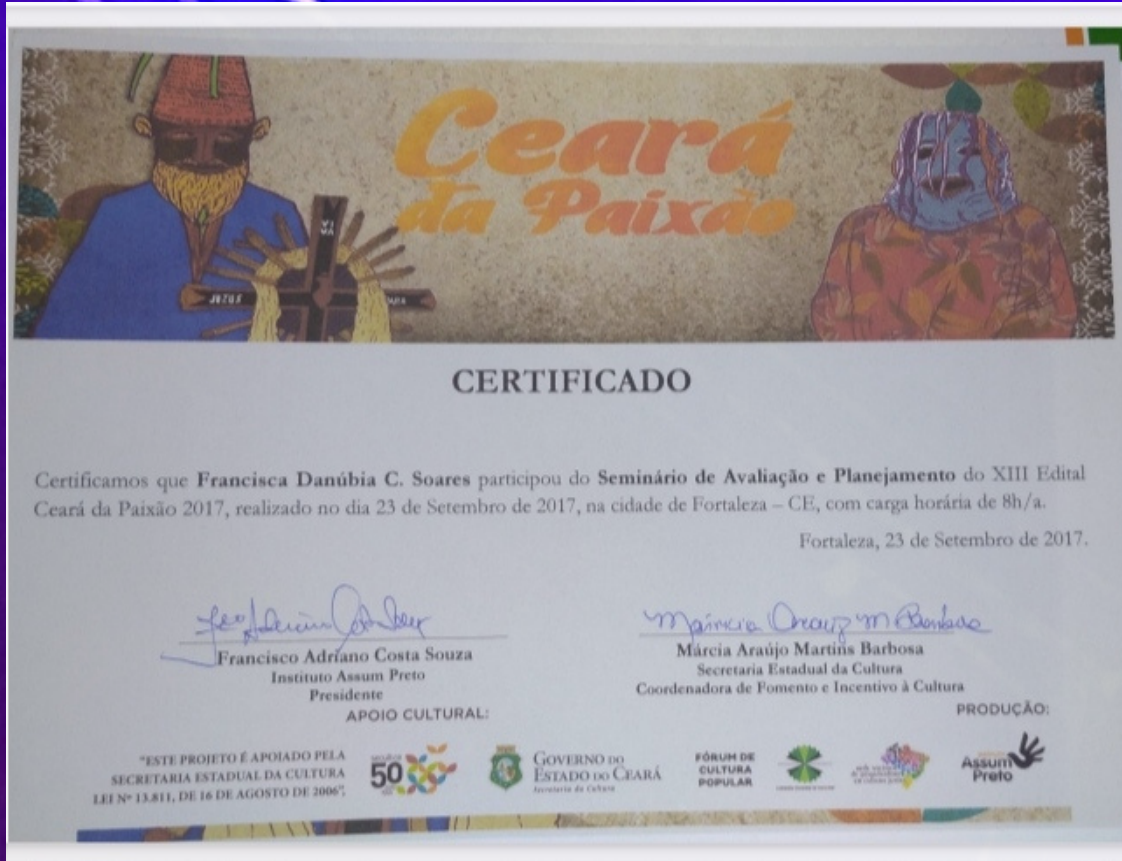 Ceará
da Paixão
JEZUS
CERTIFICADO
Certificamos que Francisca Danúbia C. Soares participou do Seminário de Avaliação e Planejamento do XIII Edital
Ceará da Paixão 2017, realizado no dia 23 de Setembro de 2017, na cidade de Fortaleza – CE, com carga horária de 8h/a.
Fortaleza, 23 de Setembro de 2017.
Francisco Adriano Costa Souza
Instituto Assum Preto
Presidente
Márcia Araújo Martins Barbosa
Secretaria Estadual da Cultura
Coordenadora de Fomento e Incentivo à Cultura
APOIO CULTURAL:
PRODUÇÃO:
"ESTE PROJETO É APOIADO PELA
SECRETARIA ESTADUAL DA CULTURA
LEI Nº 13.811, DE 16 DE AGOSTO DE 2006".
50
GOVERNO DO
ESTADO DO CEARÁ
Secretaria da Cultura
FÓRUM DE
CULTURA
POPULAR
Assum
Preto